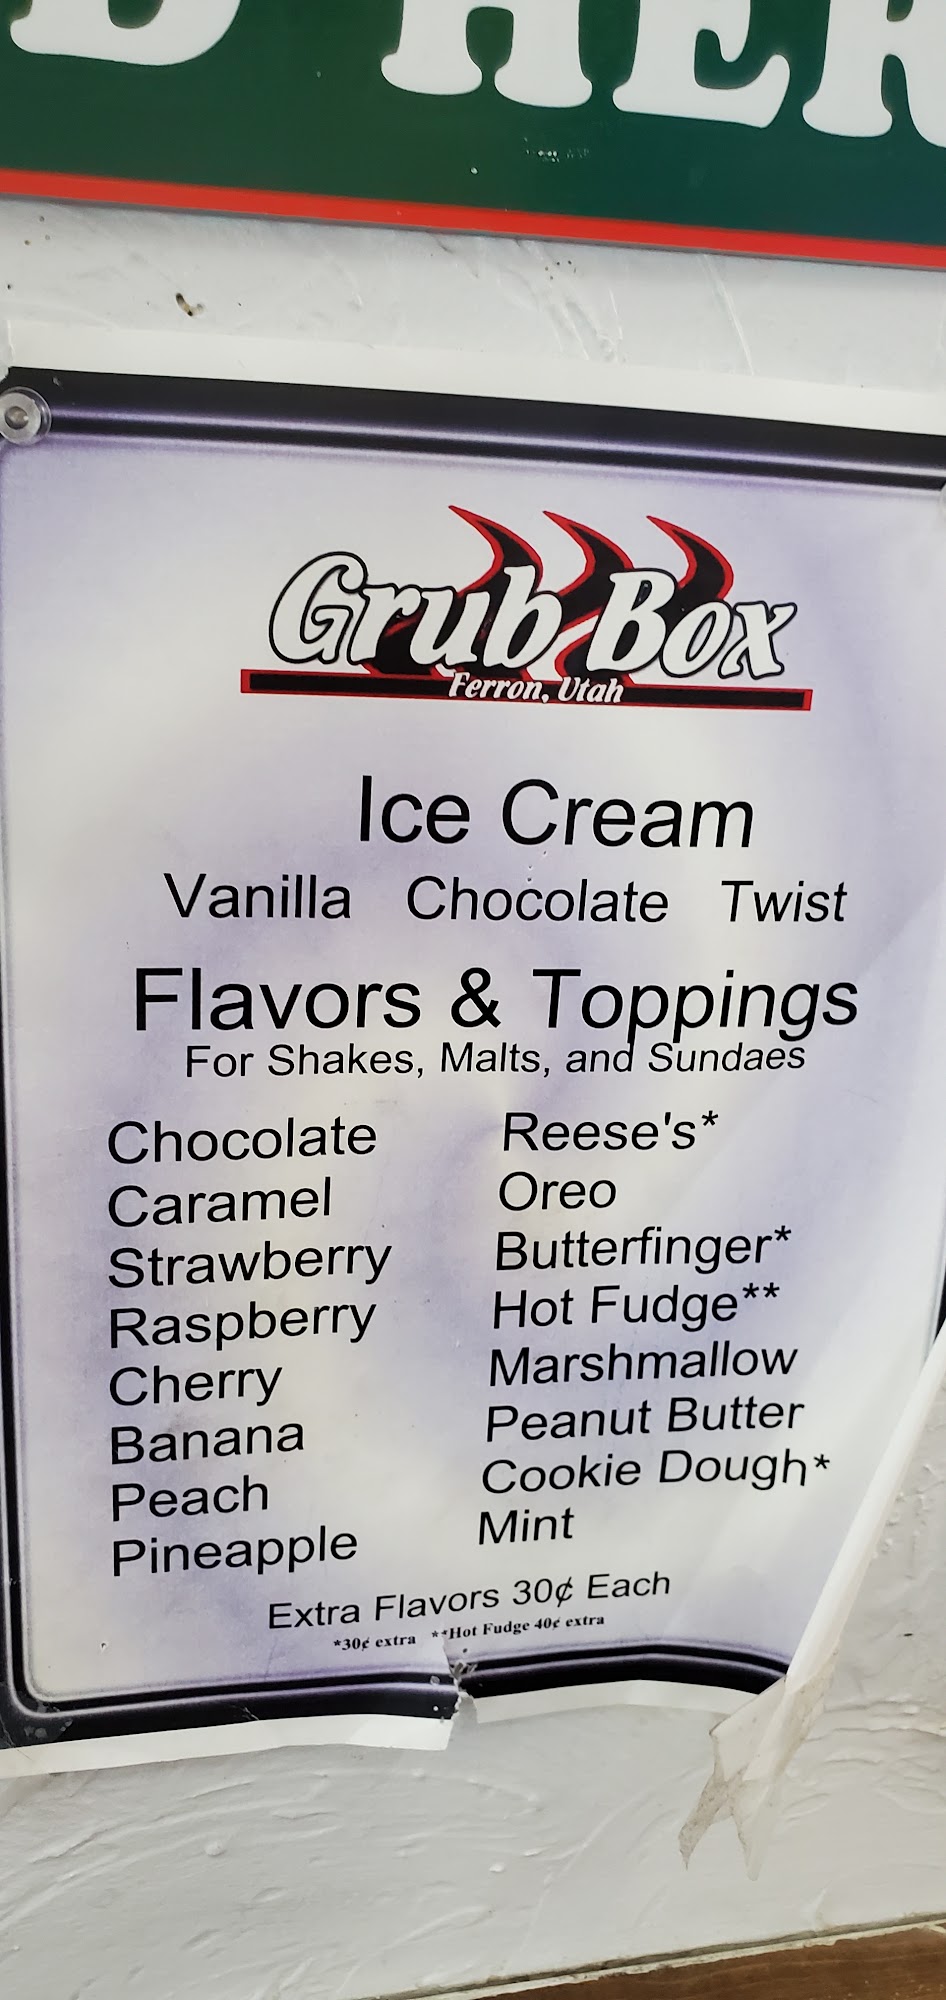 D HER
Grub Box
Ferron, Utah
Ice Cream
Vanilla Chocolate Twist
Flavors & Toppings
For Shakes, Malts, and Sundaes
Chocolate
Caramel
Strawberry
Raspberry
Cherry
Banana
Peach
Pineapple
Reese's*
Oreo
Butterfinger*
Hot Fudge**
Marshmallow
Peanut Butter
Cookie Dough*
Mint
Extra Flavors 30¢ Each
*30¢ extra **Hot Fudge 40¢ extra